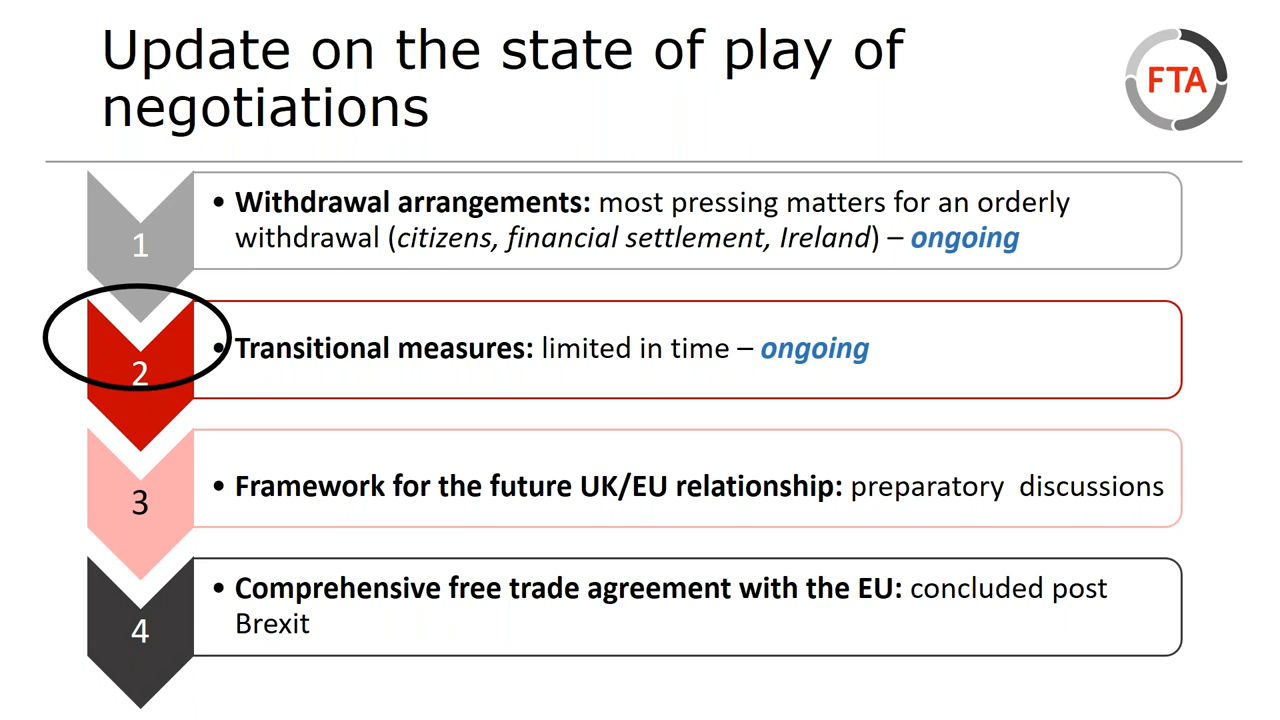 Update on the state of play of
negotiations
FTA
1
• Withdrawal arrangements: most pressing matters for an orderly
withdrawal (citizens, financial settlement, Ireland) – ongoing
2
• Transitional measures: limited in time – ongoing
3
• Framework for the future UK/EU relationship: preparatory  discussions
4
• Comprehensive free trade agreement with the EU: concluded post
Brexit